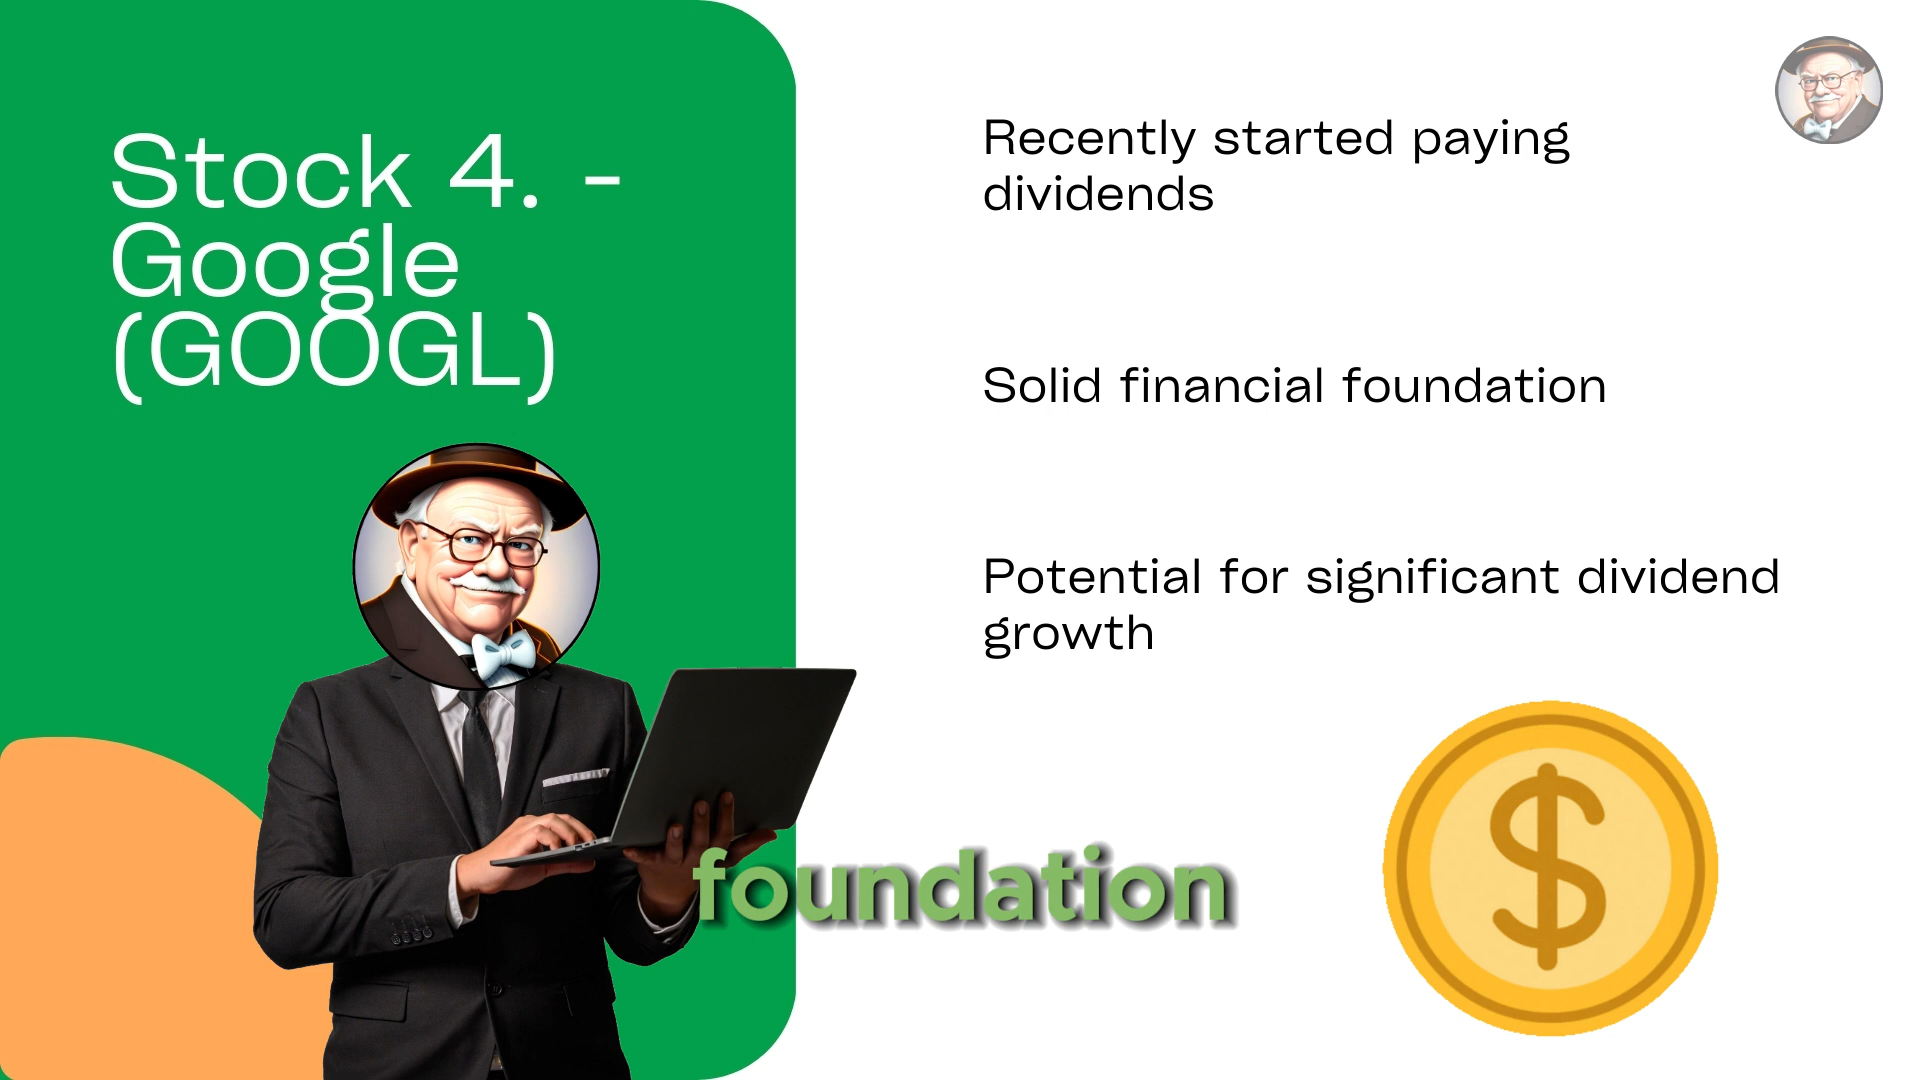 Stock 4. -
Google
(GOOGL)
Recently started paying
dividends
Solid financial foundation
Potential for significant dividend
growth
foundation
$